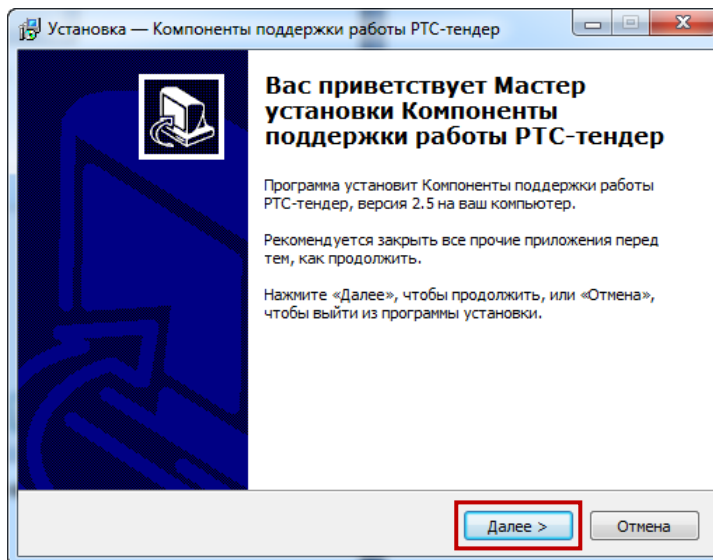 Установка — Компоненты поддержки работы РТС-тендер
Вас приветствует Мастер
установки Компоненты
поддержки работы РТС-тендер
Программа установит Компоненты поддержки работы
РТС-тендер, версия 2.5 на ваш компьютер.
Рекомендуется закрыть все прочие приложения перед
тем, как продолжить.
Нажмите «Далее», чтобы продолжить, или «Отмена»,
чтобы выйти из программы установки.
Далее >
Отмена